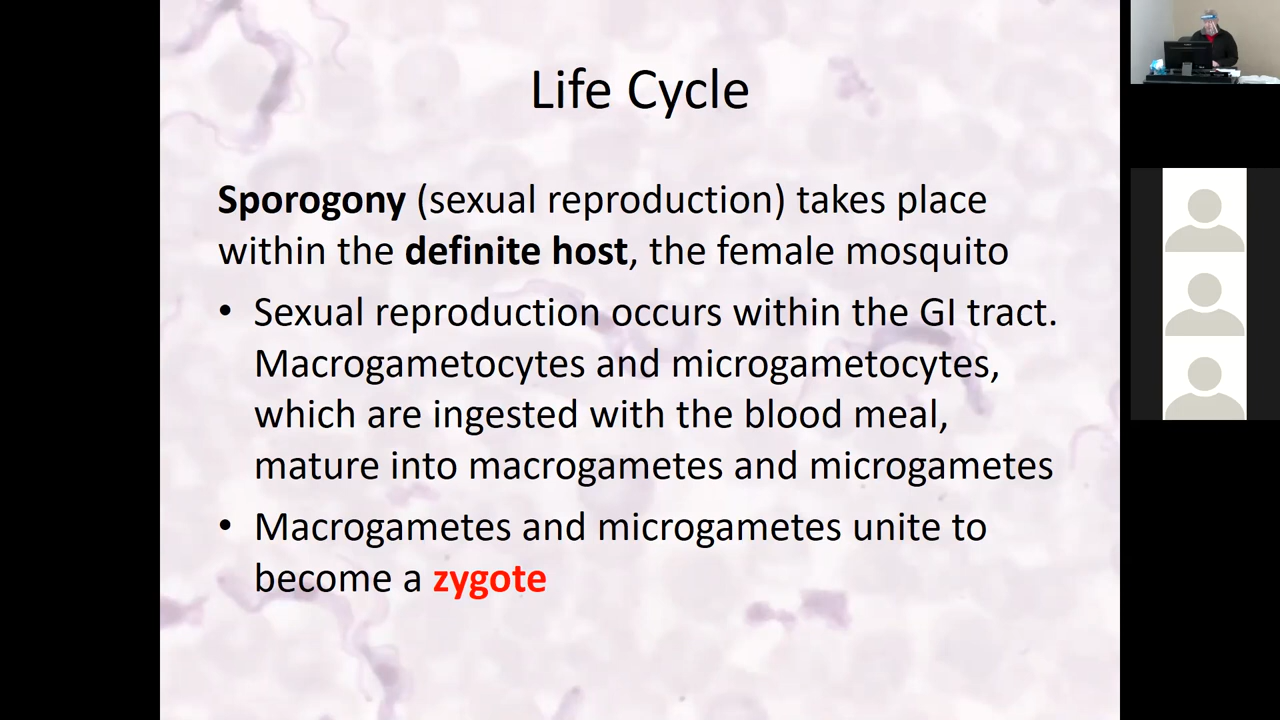 Life Cycle
Sporogony (sexual reproduction) takes place
within the definite host, the female mosquito
• Sexual reproduction occurs within the GI tract.
Macrogametocytes and microgametocytes,
which are ingested with the blood meal,
mature into macrogametes and microgametes
• Macrogametes and microgametes unite to
become a zygote